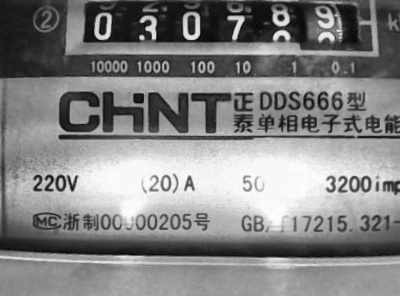 ② 0 3 0 7 8 9 k
10000 1000 100 10 1 0.1
CHNT 正 DDS666型
泰 单相电子式电能
220V (20)A 50 3200imp
MC 浙制00000205号 GB/T 17215.321-